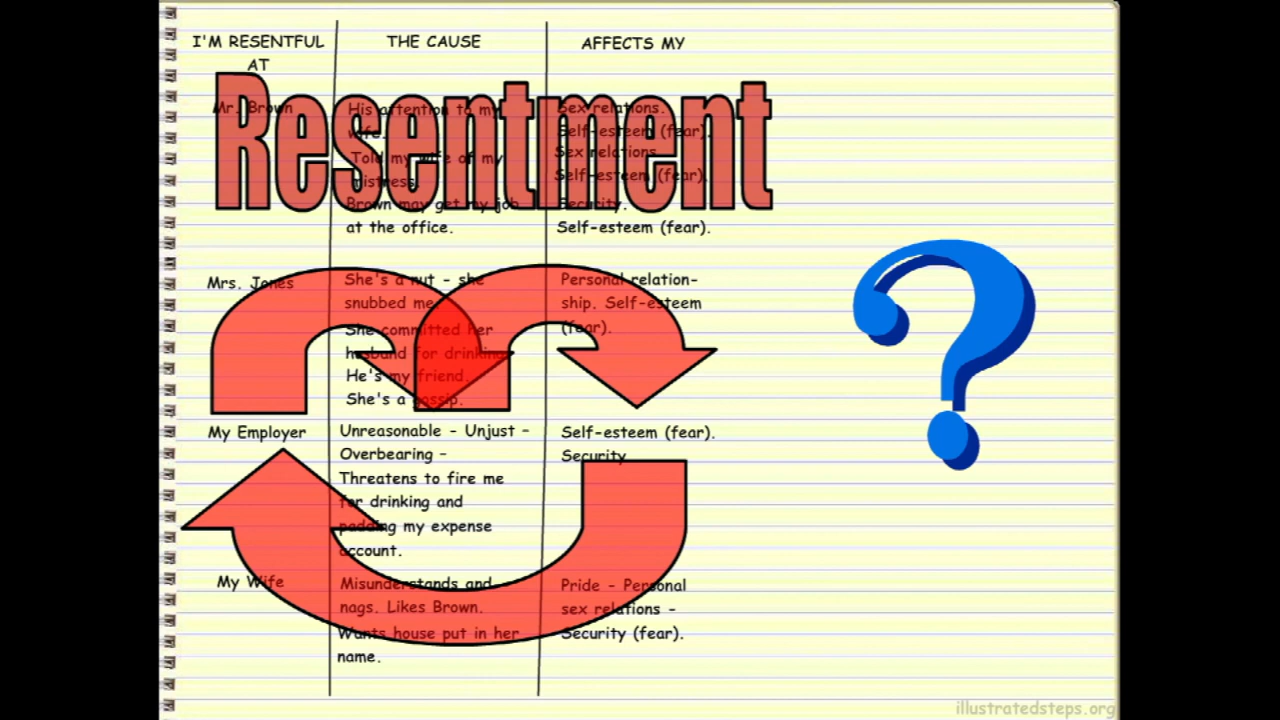 I'M RESENTFUL
AT
THE CAUSE
AFFECTS MY
Resentment
Mr. Brown
His attention to my
wife.
Told my wife of my
mistress.
Brown may get my job
at the office.
Sex relations.
Self-esteem (fear).
Sex relations.
Self-esteem (fear).
Security.
Self-esteem (fear).
Mrs. Jones
She's a nut - she
snubbed me.
She committed her
husband for drinking.
He's my friend.
She's a gossip.
Personal relation-
ship. Self-esteem
(fear).
My Employer
Unreasonable - Unjust -
Overbearing -
Threatens to fire me
for drinking and
padding my expense
account.
Self-esteem (fear).
Security
My Wife
Misunderstands and
nags. Likes Brown.
Wants house put in her
name.
Pride - Personal
sex relations -
Security (fear).
?
illustratedsteps.org